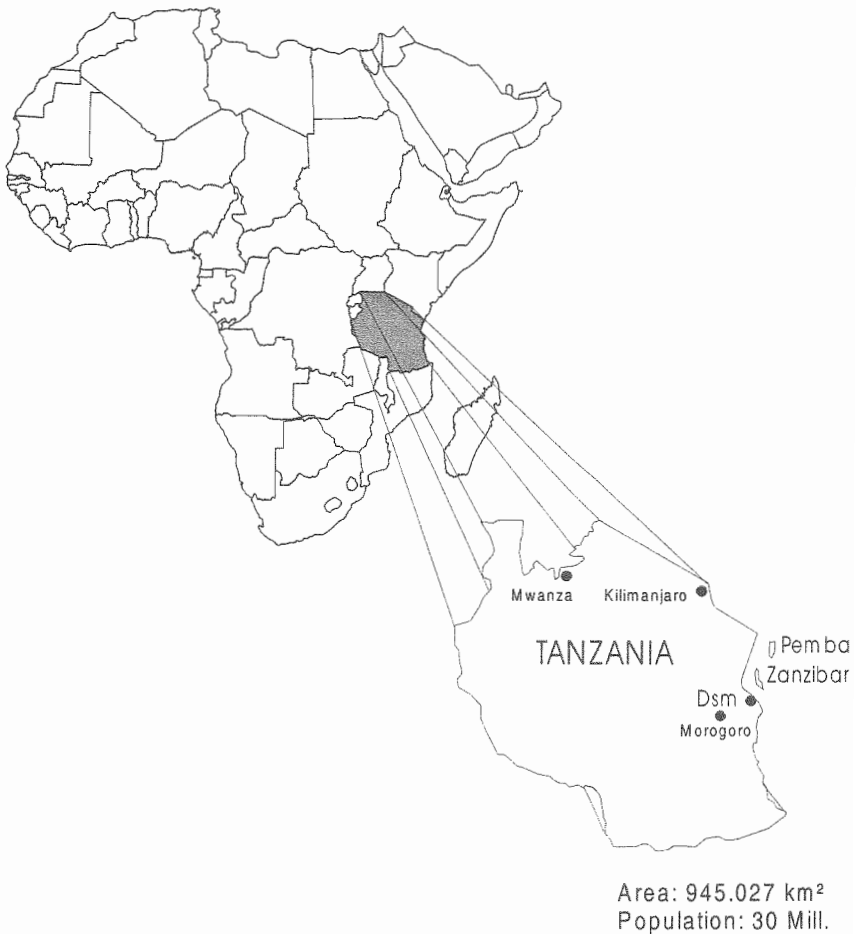 Mwanza
Kilimanjaro
TANZANIA
Pemba
Zanzibar
Dsm
Morogoro
Area: 945.027 km²
Population: 30 Mill.